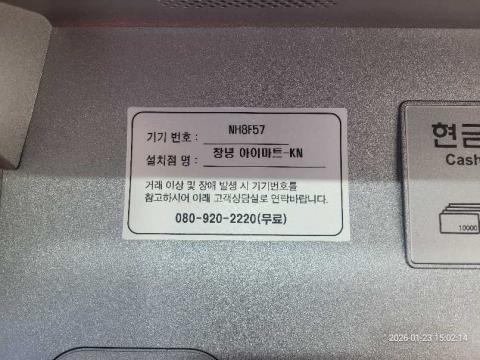 기기 번호 : NH8F57
설치점 명 : 창녕 아이마트-KN
거래 이상 및 장애 발생 시 기기번호를
참고하시어 아래 고객상담실로 연락바랍니다.
080-920-2220(무료)
현금
Cash
10000
2026-01-23 15:02:14